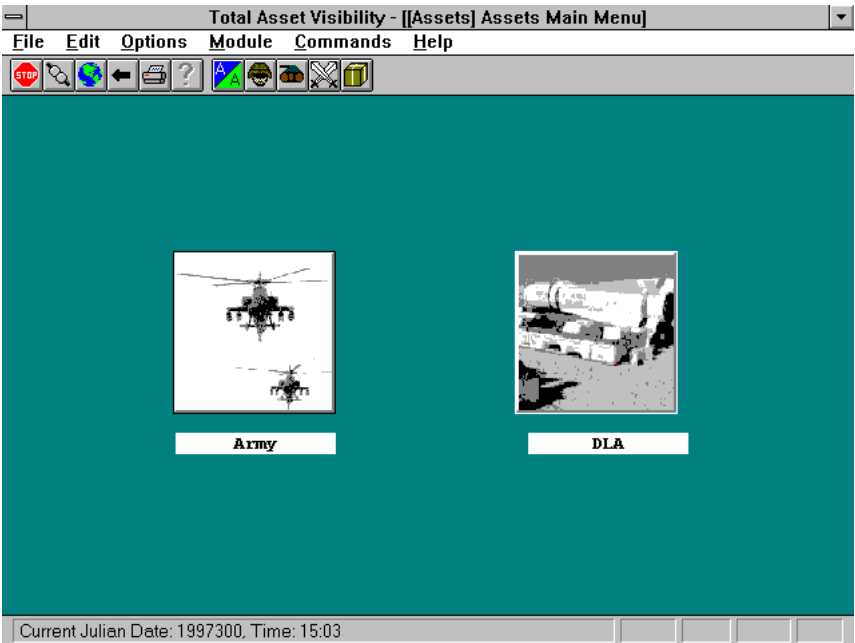 Total Asset Visibility - [[Assets] Assets Main Menu]
File Edit Options Module Commands Help
STOP ? A A
Army DLA
Current Julian Date: 1997300, Time: 15:03